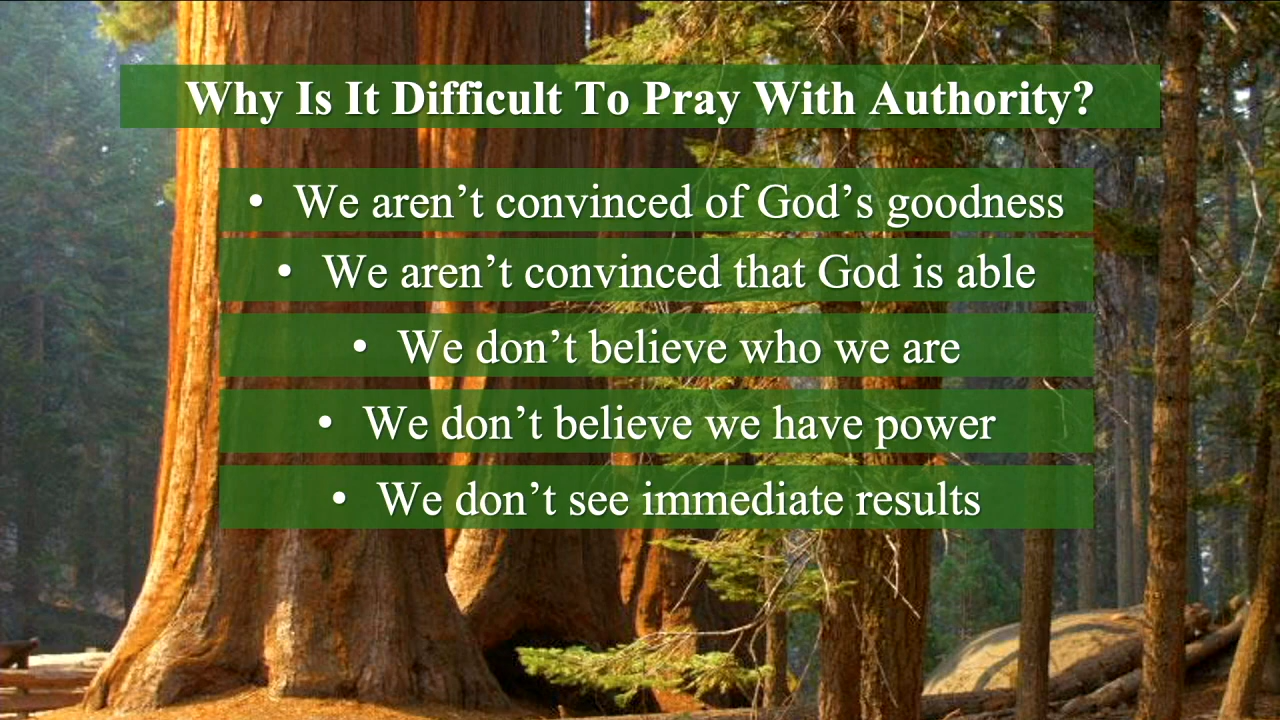 Why Is It Difficult To Pray With Authority?
• We aren’t convinced of God’s goodness
• We aren’t convinced that God is able
• We don’t believe who we are
• We don’t believe we have power
• We don’t see immediate results